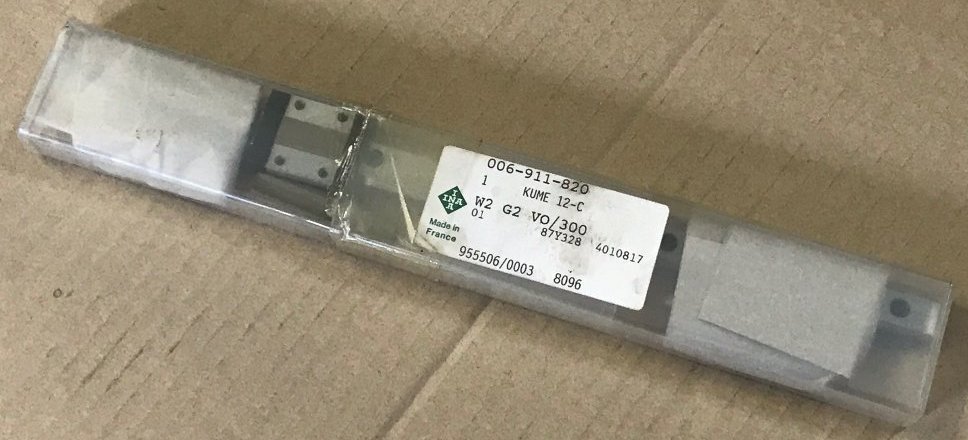 006-911-820
1 KUME 12-C
INA
W2 G2 VO/300
01 87Y328 4010817
Made in
France
955506/0003 8096